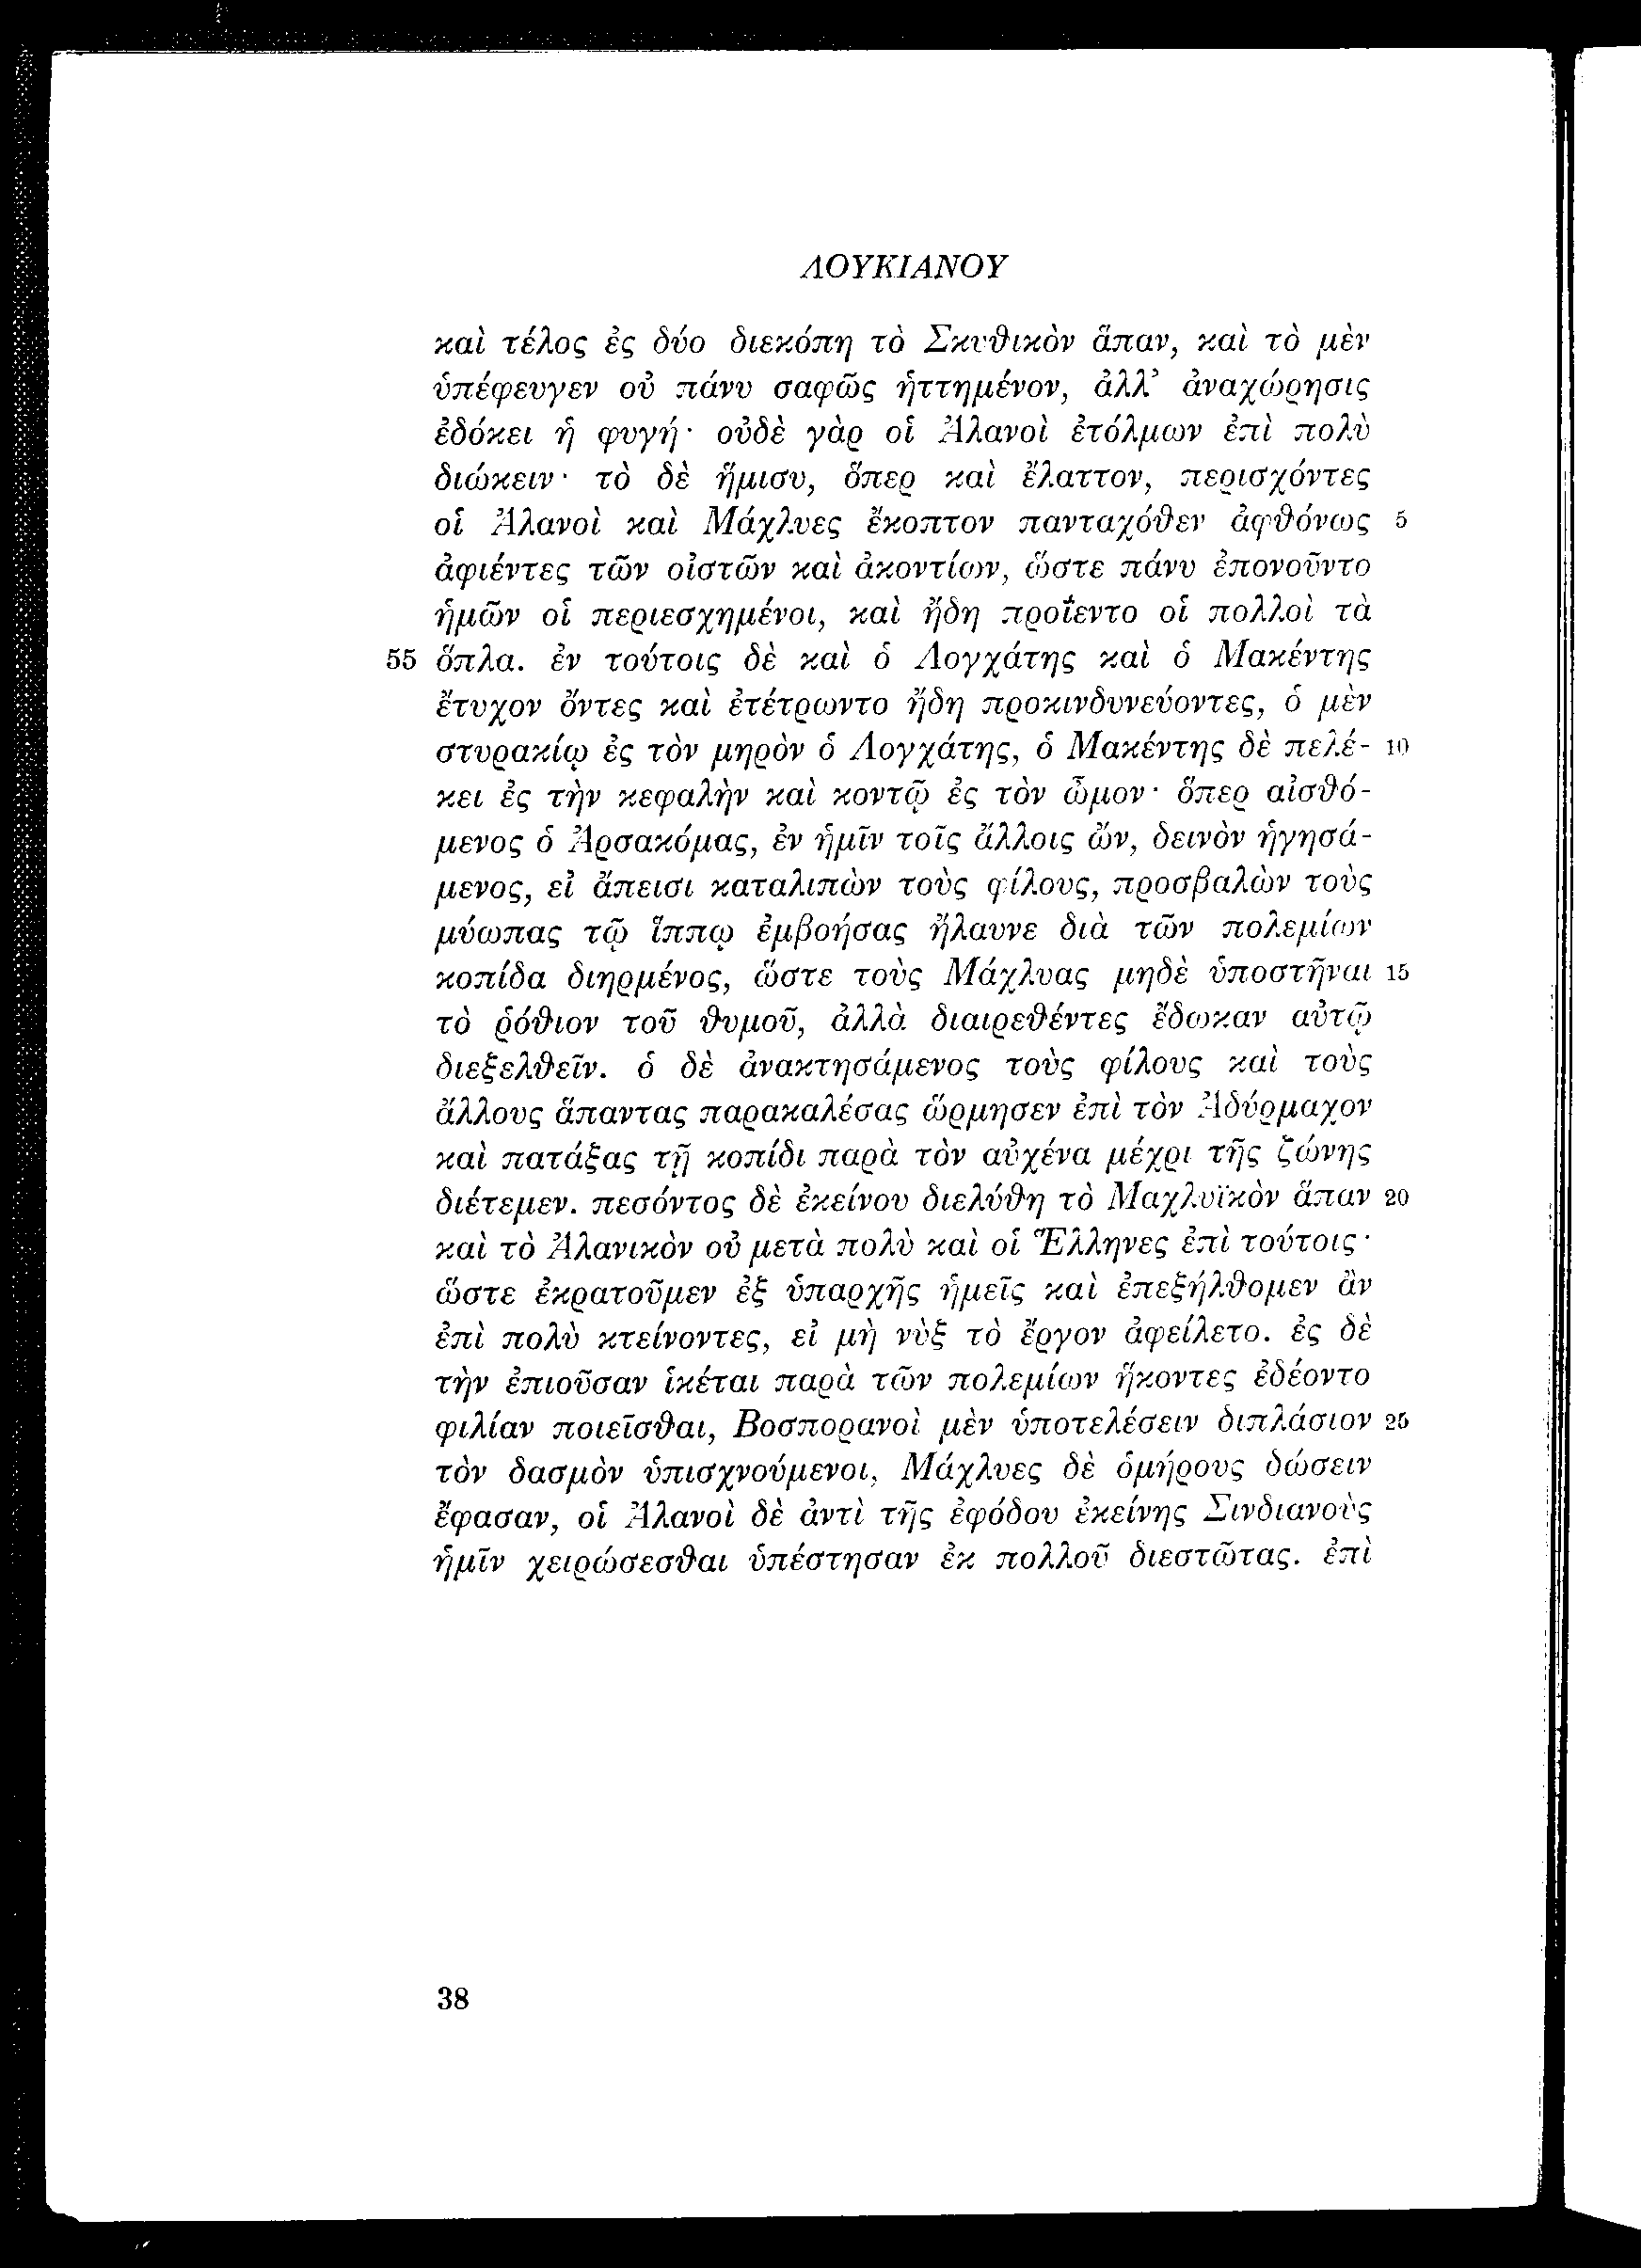 ΛΟΥΚΙΑΝΟΥ
καὶ τέλος ἐς δύο διεκόπη τὸ Σκυθικὸν ἅπαν, καὶ τὸ μὲν
ὑπέφευγεν οὐ πάνυ σαφῶς ἡττημένον, ἀλλ’ ἀναχώρησις
ἐδόκει ἡ φυγή· οὐδὲ γὰρ οἱ Ἀλανοὶ ἐτόλμων ἐπὶ πολὺ
διώκειν· τὸ δὲ ἥμισυ, ὅπερ καὶ ἔλαττον, περισχόντες
οἱ Ἀλανοὶ καὶ Μάχλυες ἔκοπτον πανταχόθεν ἀφθόνως 5
ἀφιέντες τῶν οἰστῶν καὶ ἀκοντίων, ὥστε πάνυ ἐπονοῦντο
ἡμῶν οἱ περιεσχημένοι, καὶ ἤδη προΐεντο οἱ πολλοὶ τὰ
55 ὅπλα. ἐν τούτοις δὲ καὶ ὁ Λογχάτης καὶ ὁ Μακέντης
ἔτυχον ὄντες καὶ ἐτέτρωντο ἤδη προκινδυνεύοντες, ὁ μὲν
στυρακίῳ ἐς τὸν μηρὸν ὁ Λογχάτης, ὁ Μακέντης δὲ πελέ- 10
κει ἐς τὴν κεφαλὴν καὶ κοντῷ ἐς τὸν ὦμον· ὅπερ αἰσθό-
μενος ὁ Ἀρσακόμας, ἐν ἡμῖν τοῖς ἄλλοις ὤν, δεινὸν ἡγησά-
μενος, εἰ ἄπεισι καταλιπὼν τοὺς φίλους, προσβαλὼν τοὺς
μύωπας τῷ ἵππῳ ἐμβοήσας ἤλαυνε διὰ τῶν πολεμίων
κοπίδα διηρμένος, ὥστε τοὺς Μάχλυας μηδὲ ὑποστῆναι 15
τὸ ῥόθιον τοῦ θυμοῦ, ἀλλὰ διαιρεθέντες ἔδωκαν αὐτῷ
διεξελθεῖν. ὁ δὲ ἀνακτησάμενος τοὺς φίλους καὶ τοὺς
ἄλλους ἅπαντας παρακαλέσας ὥρμησεν ἐπὶ τὸν Ἀδύρμαχον
καὶ πατάξας τῇ κοπίδι παρὰ τὸν αὐχένα μέχρι τῆς ζώνης
διέτεμεν. πεσόντος δὲ ἐκείνου διελύθη τὸ Μαχλυϊκὸν ἅπαν 20
καὶ τὸ Ἀλανικὸν οὐ μετὰ πολὺ καὶ οἱ Ἕλληνες ἐπὶ τούτοις·
ὥστε ἐκρατοῦμεν ἐξ ὑπαρχῆς ἡμεῖς καὶ ἐπεξήλθομεν ἂν
ἐπὶ πολὺ κτείνοντες, εἰ μὴ νὺξ τὸ ἔργον ἀφείλετο. ἐς δὲ
τὴν ἐπιοῦσαν ἱκέται παρὰ τῶν πολεμίων ἥκοντες ἐδέοντο
φιλίαν ποιεῖσθαι, Βοσπορανοὶ μὲν ὑποτελέσειν διπλάσιον 25
τὸν δασμὸν ὑπισχνούμενοι, Μάχλυες δὲ ὁμήρους δώσειν
ἔφασαν, οἱ Ἀλανοὶ δὲ ἀντὶ τῆς ἐφόδου ἐκείνης Σινδιανοὺς
ἡμῖν χειρώσεσθαι ὑπέστησαν ἐκ πολλοῦ διεστῶτας. ἐπὶ
38